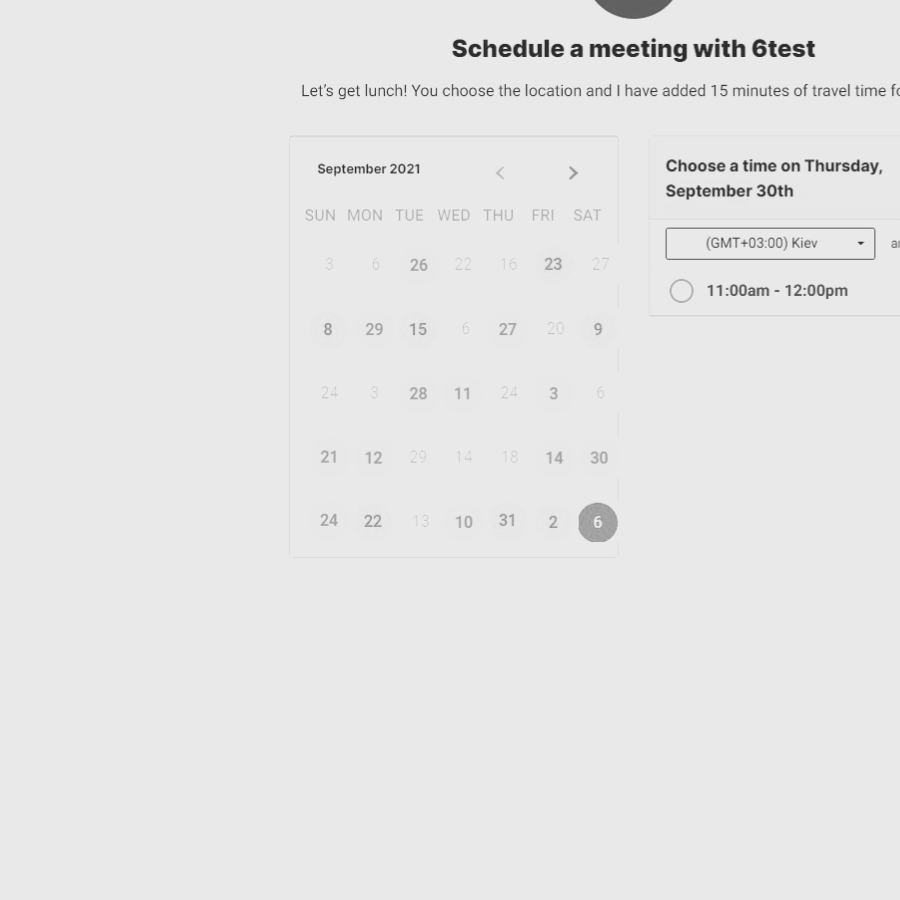 Schedule a meeting with 6test
Let's get lunch! You choose the location and I have added 15 minutes of travel time
September 2021
SUN MON TUE WED THU FRI SAT
3 6 26 22 16 23 27
8 29 15 6 27 20 9
24 3 28 11 24 3 6
21 12 29 14 18 14 30
24 22 13 10 31 2 6
Choose a time on Thursday,
September 30th
(GMT+03:00) Kiev
11:00am - 12:00pm